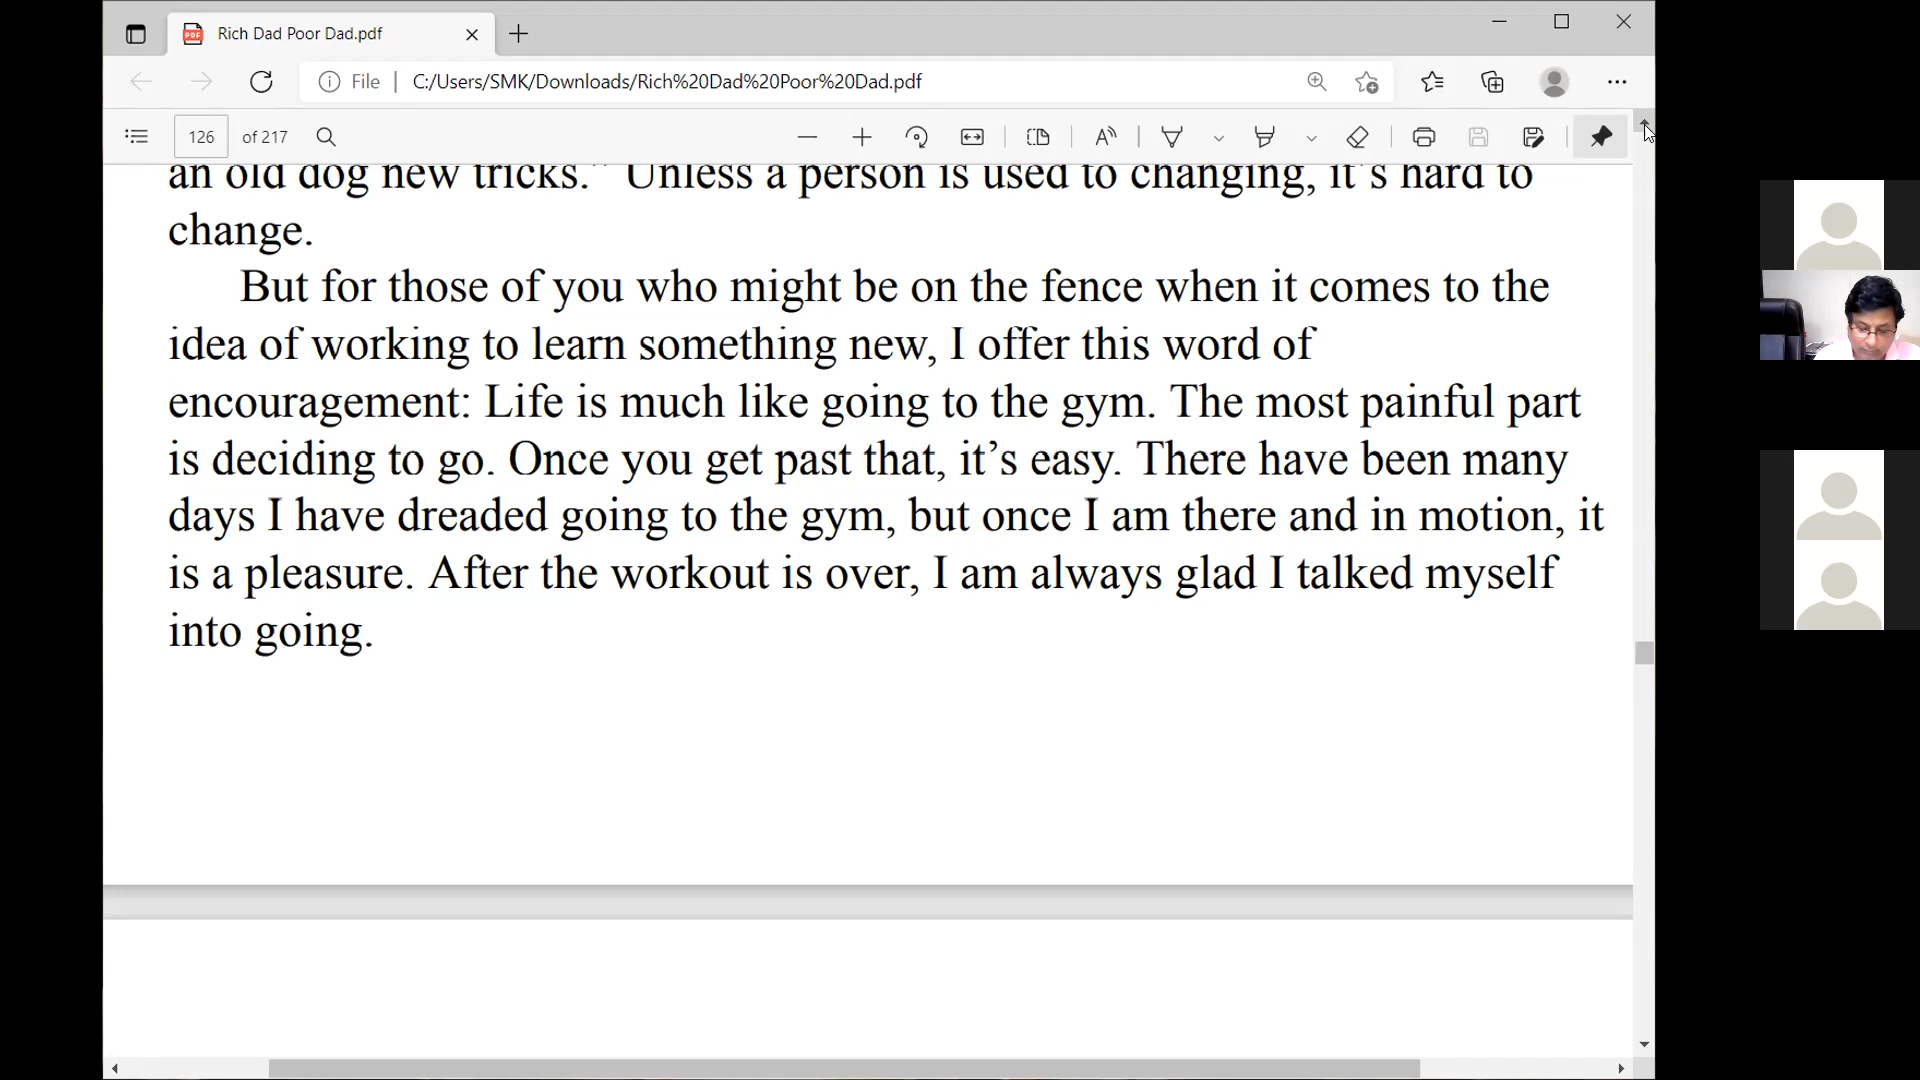 Rich Dad Poor Dad.pdf
File
C:/Users/SMK/Downloads/Rich%20Dad%20Poor%20Dad.pdf
126 of 217
an old dog new tricks.” Unless a person is used to changing, it’s hard to
change.
But for those of you who might be on the fence when it comes to the
idea of working to learn something new, I offer this word of
encouragement: Life is much like going to the gym. The most painful part
is deciding to go. Once you get past that, it’s easy. There have been many
days I have dreaded going to the gym, but once I am there and in motion, it
is a pleasure. After the workout is over, I am always glad I talked myself
into going.